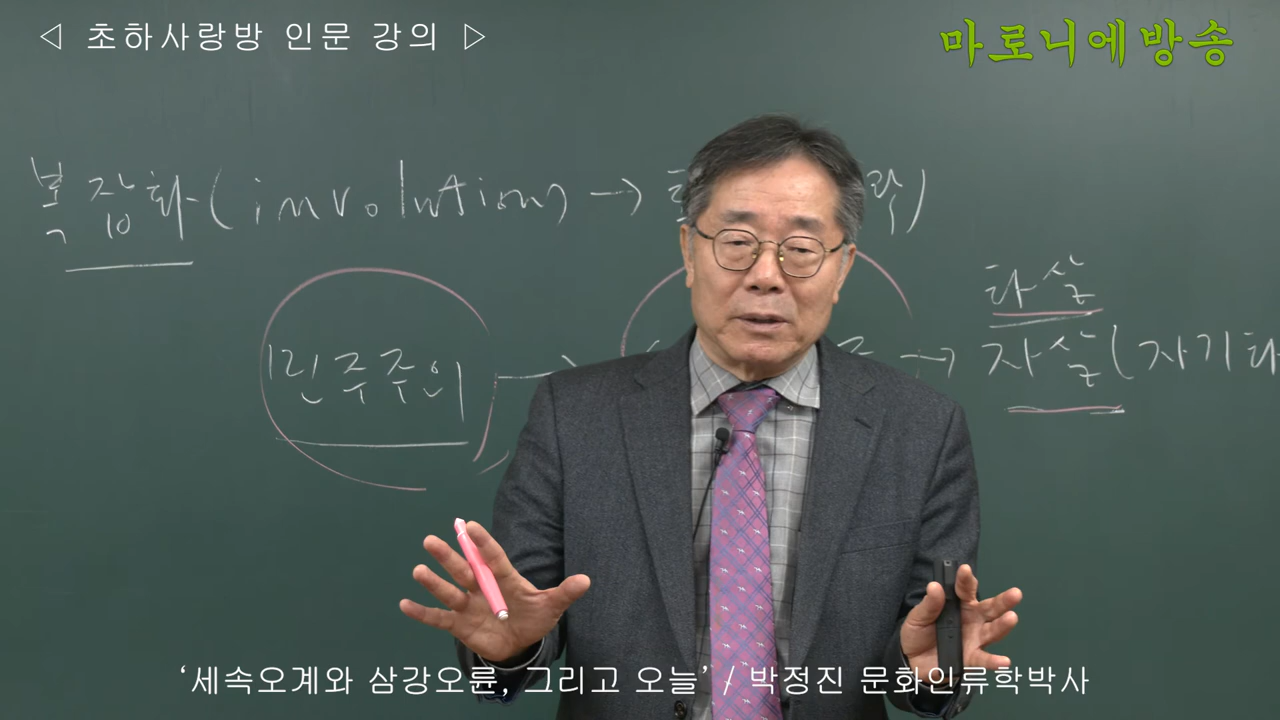 ◁ 초하사랑방 인문 강의 ▷
마로니에방송
복잡화(involution) →
타살
민주주의 → → 자살(자기
‘세속오계와 삼강오륜, 그리고 오늘’ / 박정진 문화인류학박사